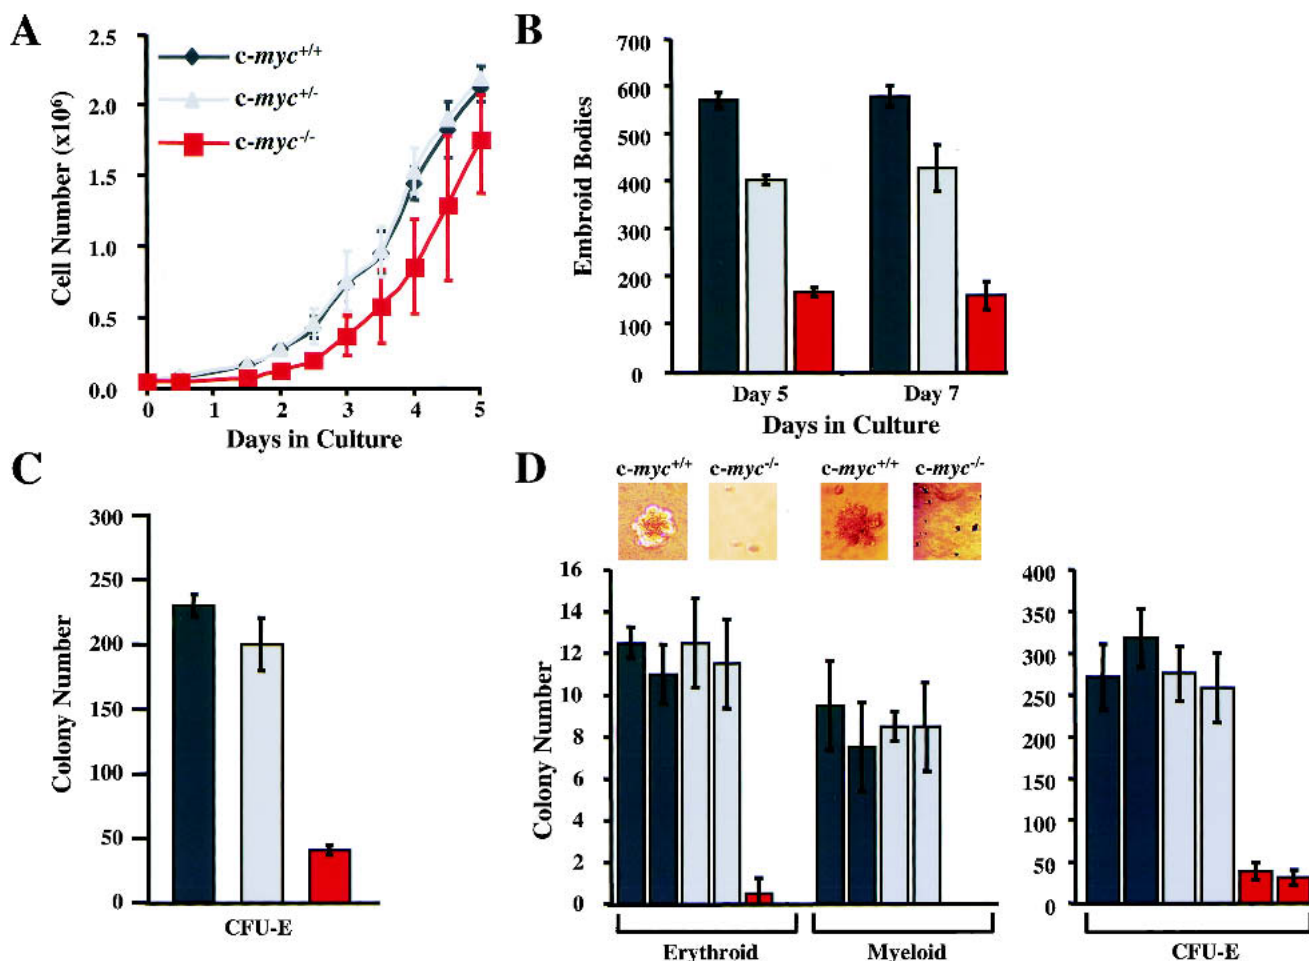 A
2.5
2.0
1.5
1.0
0.5
0.0
Cell Number (x10⁶)
c-myc+/+
c-myc+/-
c-myc-/-
0 1 2 3 4 5
Days in Culture
B
700
600
500
400
300
200
100
0
Embroid Bodies
Day 5 Day 7
Days in Culture
C
300
250
200
150
100
50
0
Colony Number
CFU-E
D
c-myc+/+ c-myc-/- c-myc+/+ c-myc-/-
16
14
12
10
8
6
4
2
0
Colony Number
Erythroid Myeloid
400
350
300
250
200
150
100
50
0
CFU-E